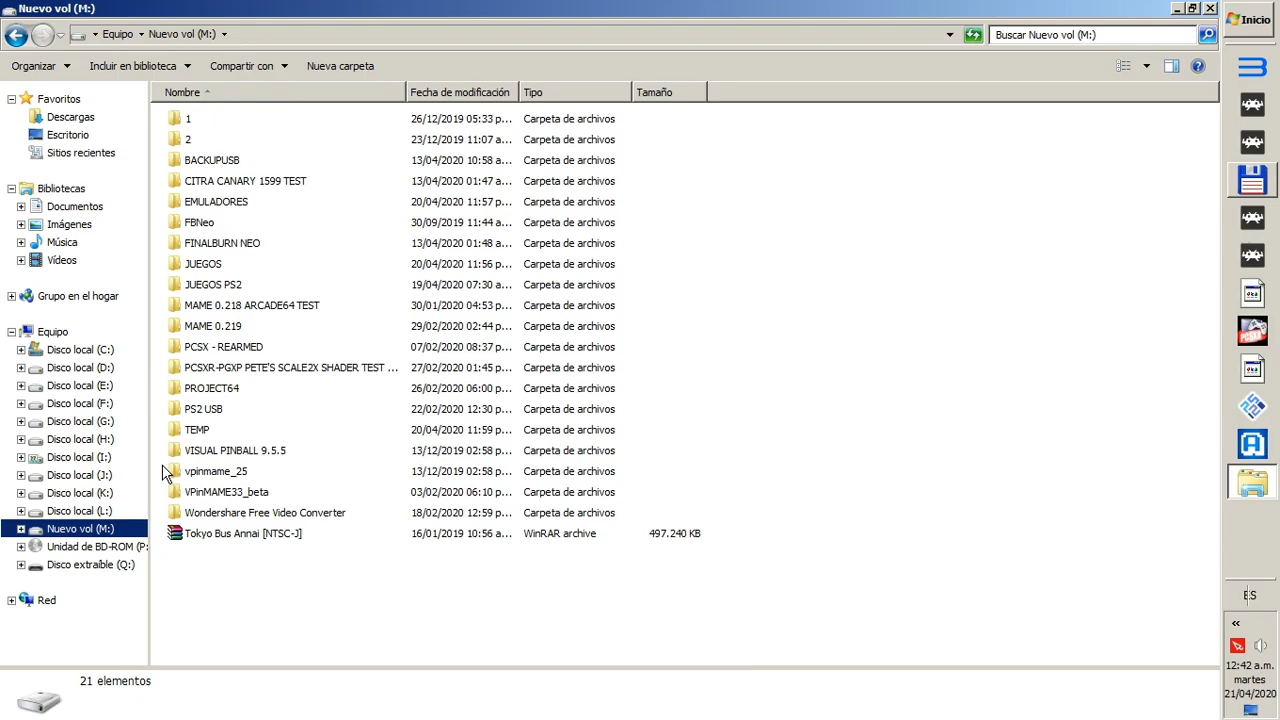 Nuevo vol (M:)
Inicio
Equipo Nuevo vol (M:)
Buscar Nuevo vol (M:)
Organizar Incluir en biblioteca Compartir con Nueva carpeta
Nombre Fecha de modificación Tipo Tamaño
Favoritos
Descargas
Escritorio
Sitios recientes
Bibliotecas
Documentos
Imágenes
Música
Vídeos
Grupo en el hogar
Equipo
Disco local (C:)
Disco local (D:)
Disco local (E:)
Disco local (F:)
Disco local (G:)
Disco local (H:)
Disco local (I:)
Disco local (J:)
Disco local (K:)
Disco local (L:)
Nuevo vol (M:)
Unidad de BD-ROM (P:
Disco extraíble (Q:)
Red
1 26/12/2019 05:33 p... Carpeta de archivos
2 23/12/2019 11:07 a... Carpeta de archivos
BACKUPUSB 13/04/2020 10:58 a... Carpeta de archivos
CITRA CANARY 1599 TEST 13/04/2020 01:47 a... Carpeta de archivos
EMULADORES 20/04/2020 11:57 p... Carpeta de archivos
FBNeo 30/09/2019 11:44 a... Carpeta de archivos
FINALBURN NEO 13/04/2020 01:48 a... Carpeta de archivos
JUEGOS 20/04/2020 11:56 p... Carpeta de archivos
JUEGOS PS2 19/04/2020 07:30 a... Carpeta de archivos
MAME 0.218 ARCADE64 TEST 30/01/2020 04:53 p... Carpeta de archivos
MAME 0.219 29/02/2020 02:44 p... Carpeta de archivos
PCSX - REARMED 07/02/2020 08:37 p... Carpeta de archivos
PCSXR-PGXP PETE'S SCALE2X SHADER TEST ... 27/02/2020 01:45 p... Carpeta de archivos
PROJECT64 26/02/2020 06:00 p... Carpeta de archivos
PS2 USB 22/02/2020 12:30 p... Carpeta de archivos
TEMP 20/04/2020 11:59 p... Carpeta de archivos
VISUAL PINBALL 9.5.5 13/12/2019 02:58 p... Carpeta de archivos
vpinmame_25 13/12/2019 02:58 p... Carpeta de archivos
VPinMAME33_beta 03/02/2020 06:10 p... Carpeta de archivos
Wondershare Free Video Converter 18/02/2020 12:59 p... Carpeta de archivos
Tokyo Bus Annai [NTSC-J] 16/01/2019 10:56 a... WinRAR archive 497.240 KB
21 elementos
ES
12:42 a.m.
martes
21/04/2020